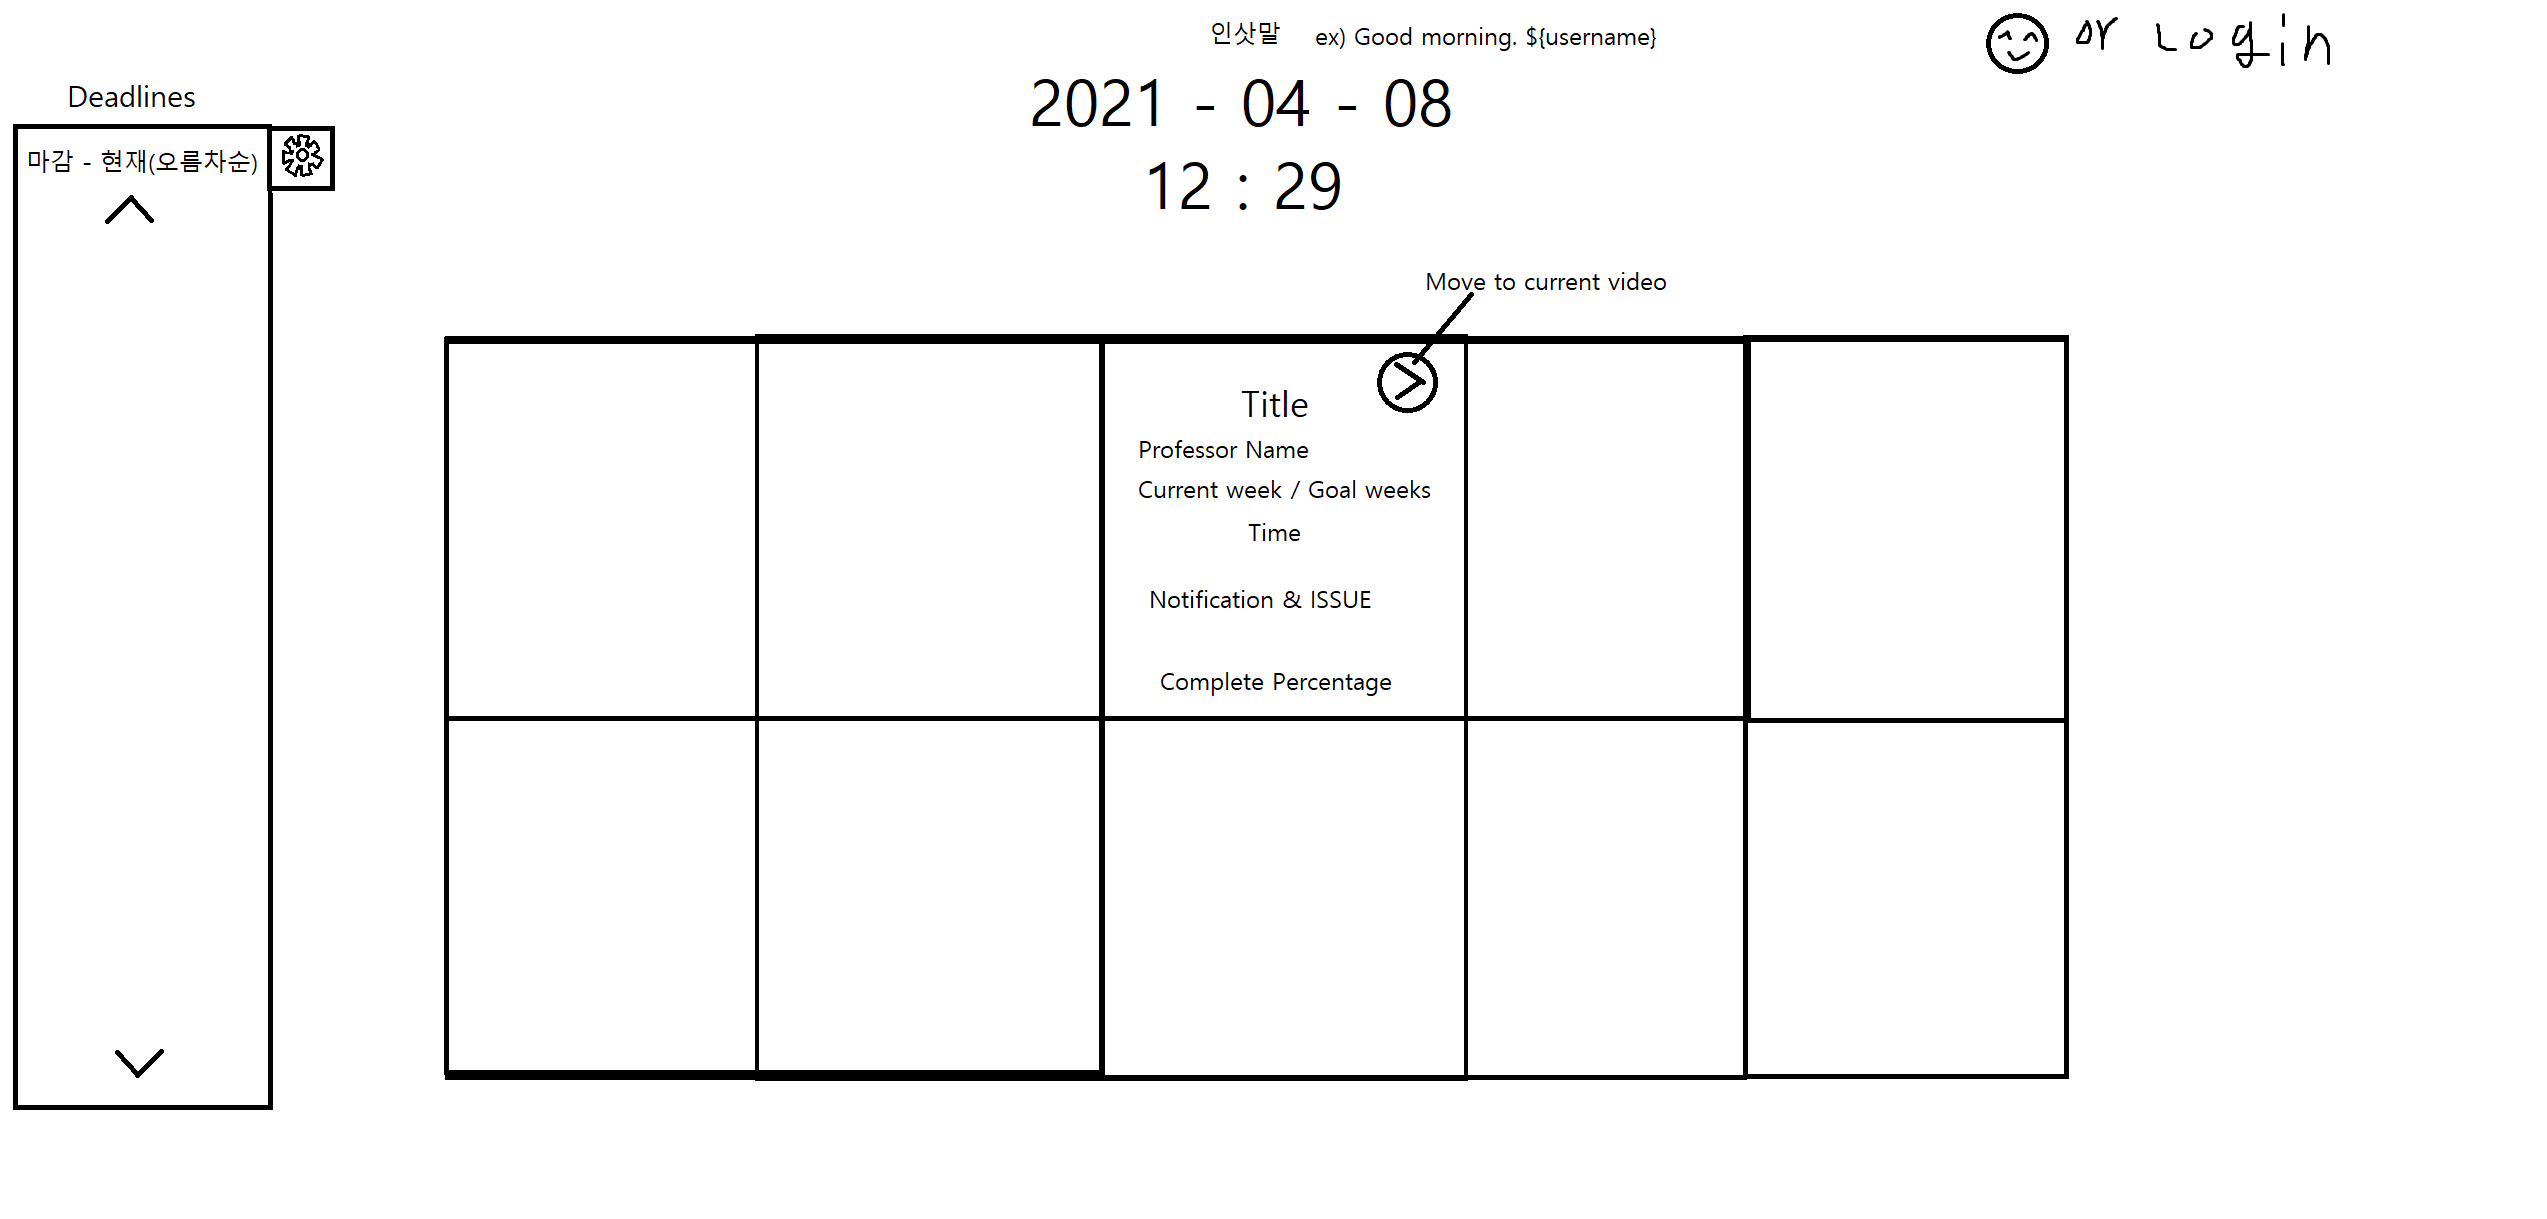 인삿말 ex) Good morning. ${username}
or Login
2021 - 04 - 08
12 : 29
Deadlines
마감 - 현재(오름차순)
Move to current video
Title
Professor Name
Current week / Goal weeks
Time
Notification & ISSUE
Complete Percentage